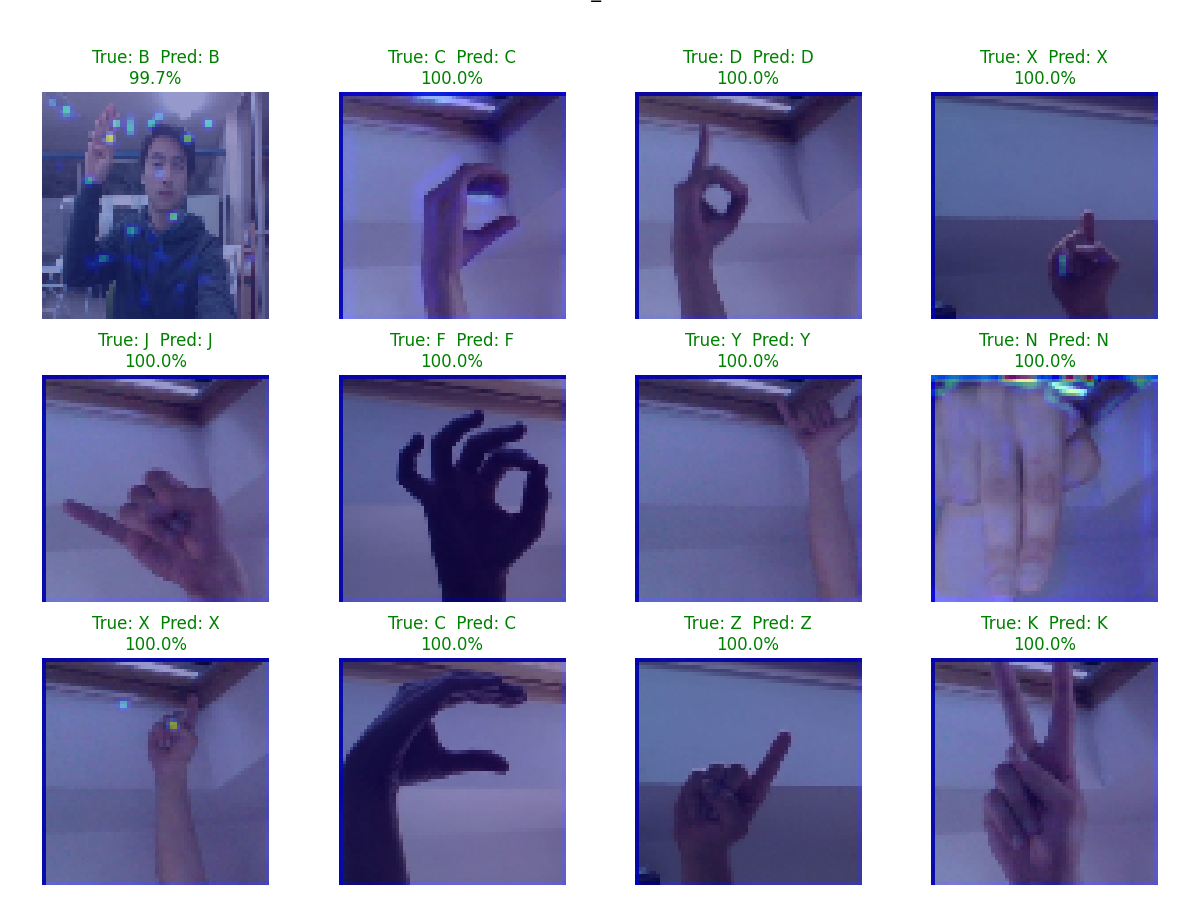 True: B Pred: B
99.7%
True: C Pred: C
100.0%
True: D Pred: D
100.0%
True: X Pred: X
100.0%
True: J Pred: J
100.0%
True: F Pred: F
100.0%
True: Y Pred: Y
100.0%
True: N Pred: N
100.0%
True: X Pred: X
100.0%
True: C Pred: C
100.0%
True: Z Pred: Z
100.0%
True: K Pred: K
100.0%